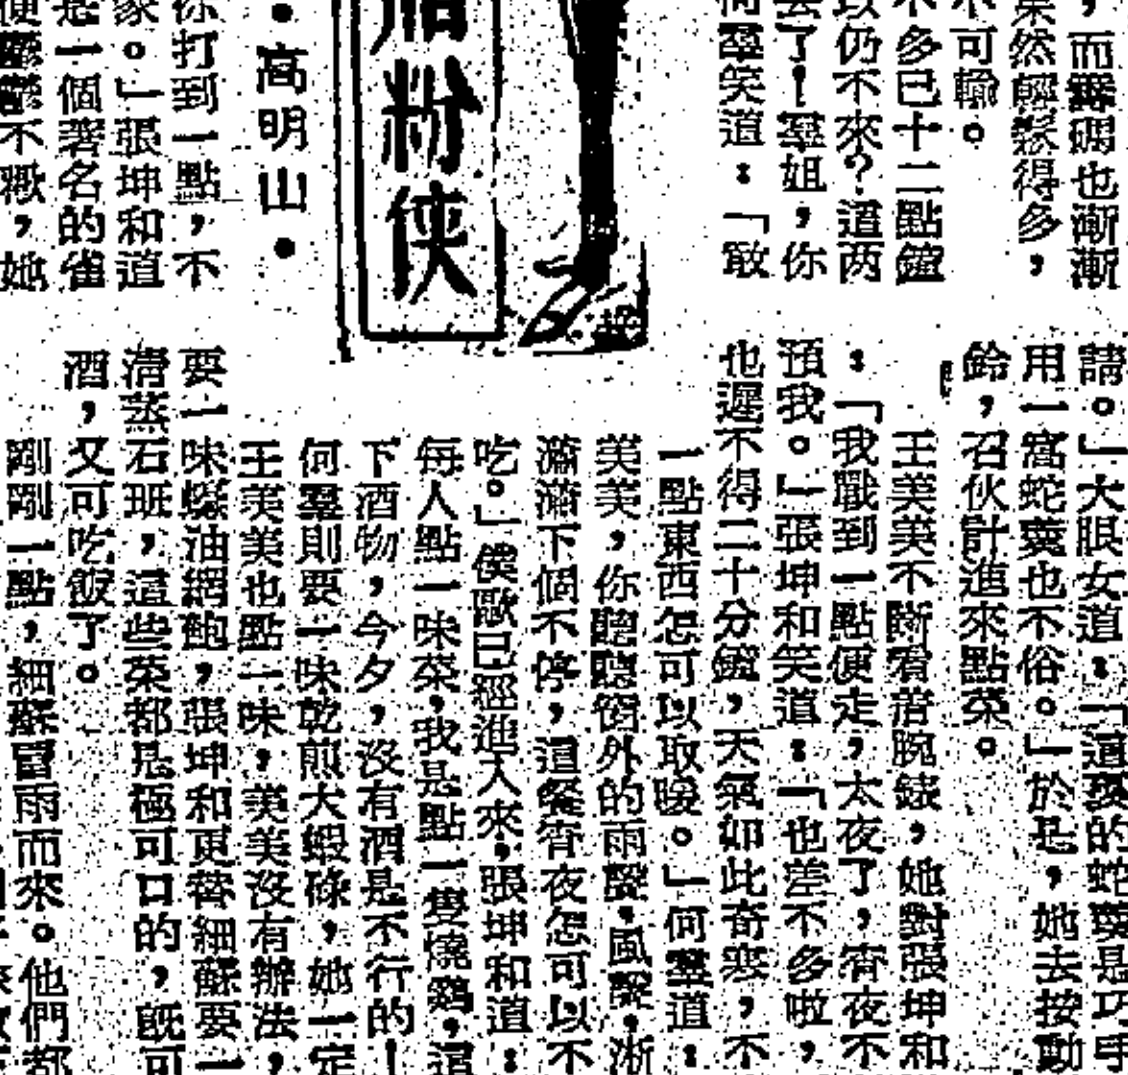 ，而籌碼也漸漸
果然輕鬆得多，
不可輸。
不多已十二點鐘
以仍不來？這两
去了！羣姐，你
何羣笑道：「敢
粉俠
・高明山・
你打到一點，不
家。」張坤和道
是一個著名的雀
便鬱鬱不歡，她
請。」大眼女道：「這裏的蛇羹是巧手
用一窩蛇羹也不俗。」於是，她去按動
鈴，召伙計進來點菜。
王美美不斷看着腕錶，她對張坤和
：「我戰到一點便走，太夜了，宵夜不
預我。」張坤和笑道：「也差不多啦，
也遲不得二十分鐘，天氣如此奇寒，不
一點東西怎可以取暖。」何羣道：
美美，你聽聽窗外的雨聲，風聲，淅
瀟瀟下個不停，這餐宵夜怎可以不
吃。」僕歐已經進入來，張坤和道：
每人點一味菜，我是點一隻燒鷄，這
下酒物，今夕，沒有酒是不行的！
何羣則要一味乾煎大蝦碌，她一定
王美美也點一味，美美沒有辦法，
要一味蠔油網鮑，張坤和更替細蘇要一
清蒸石班，這些菜都是極可口的，既可
酒，又可吃飯了。
剛剛一點，細蘇冒雨而來。他們都